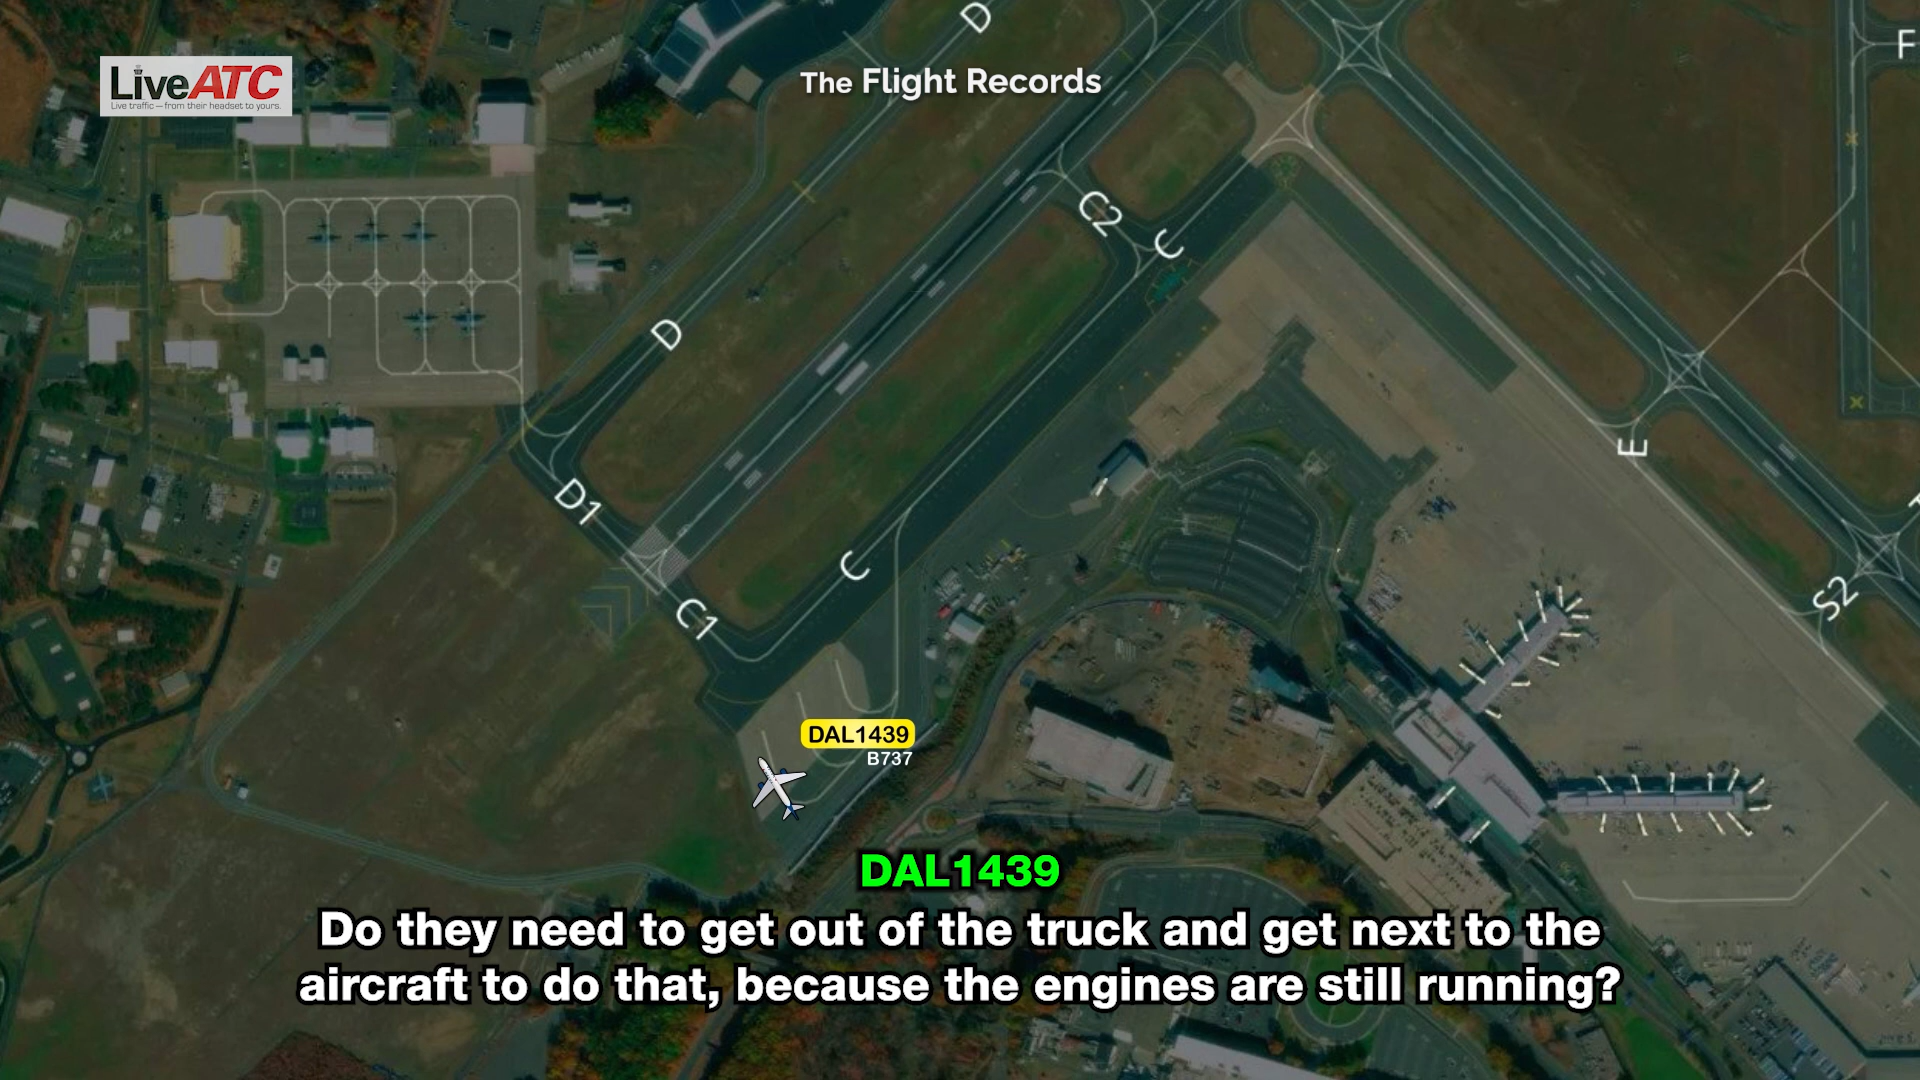 LiveATC
Live traffic – from their headset to yours.
The Flight Records
D
F
C2
C
D
E
D1
C
S2
C1
DAL1439
B737
DAL1439
Do they need to get out of the truck and get next to the
aircraft to do that, because the engines are still running?